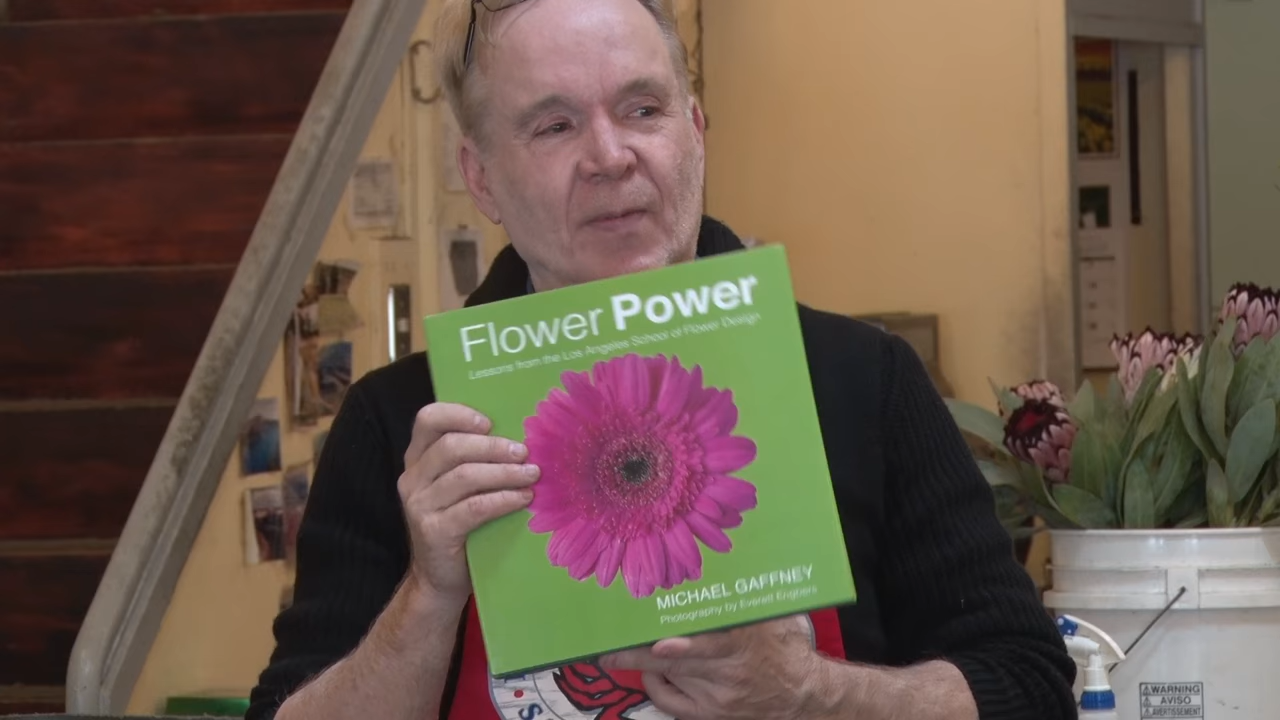 Flower Power
Lessons from the Los Angeles School of Flower Design
MICHAEL GAFFNEY
Photography by Everett Engbers
WARNING
AVISO
AVERTISSEMENT